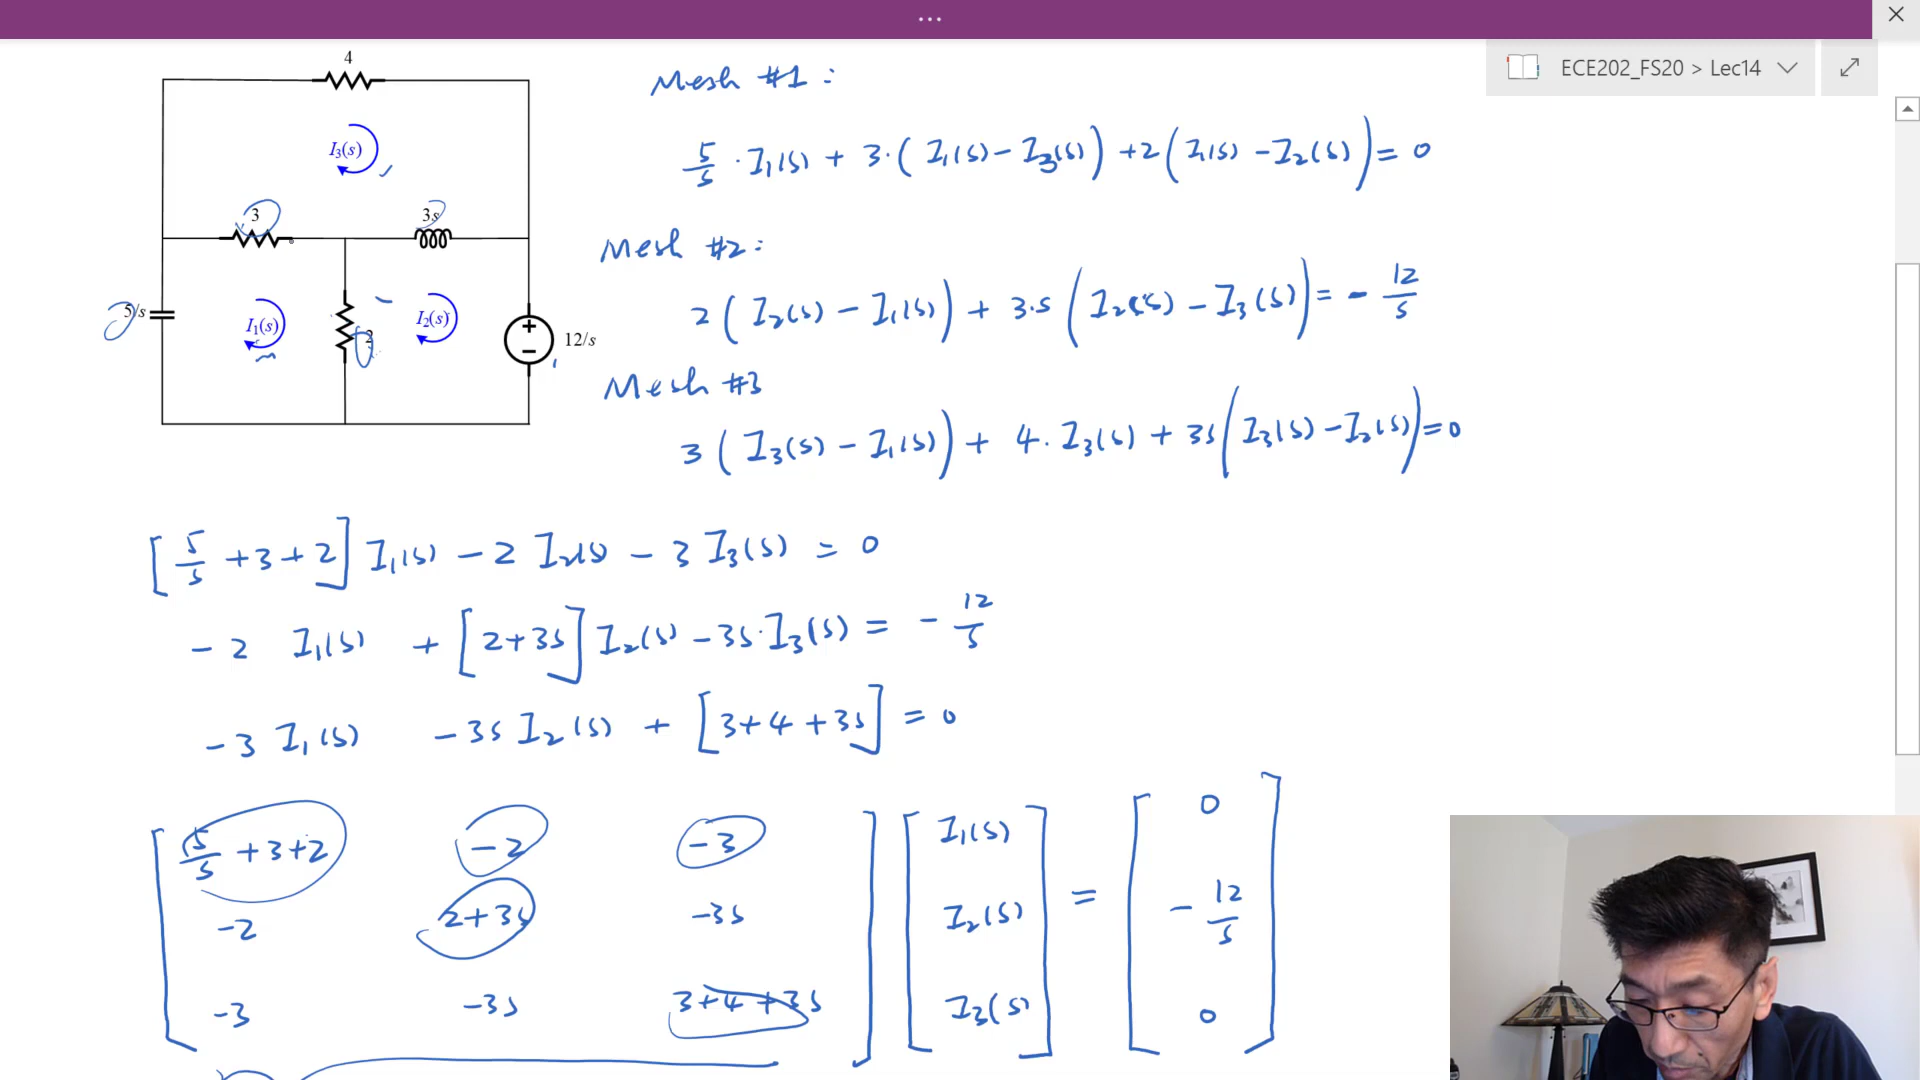 ...
ECE202_FS20 > Lec14
4
I₃(s)
3
3s
5/s
I₁(s)
2
I₂(s)
12/s
Mesh #1:
5/s · I₁(s) + 3·(I₁(s) - I₃(s)) + 2(I₁(s) - I₂(s)) = 0
Mesh #2:
2(I₂(s) - I₁(s)) + 3·s(I₂(s) - I₃(s)) = - 12/s
Mesh #3
3(I₃(s) - I₁(s)) + 4·I₃(s) + 3s(I₃(s) - I₂(s)) = 0
[5/s + 3 + 2] I₁(s) - 2 I₂(s) - 3 I₃(s) = 0
- 2 I₁(s) + [2+3s] I₂(s) - 3s·I₃(s) = - 12/s
- 3 I₁(s) - 3s I₂(s) + [3+4+3s] = 0
[5/s +3+2 -2 -3] [I₁(s)] = [0]
[-2 2+3s -3s] [I₂(s)] [- 12/s]
[-3 -3s 3+4+3s] [I₃(s)] [0]